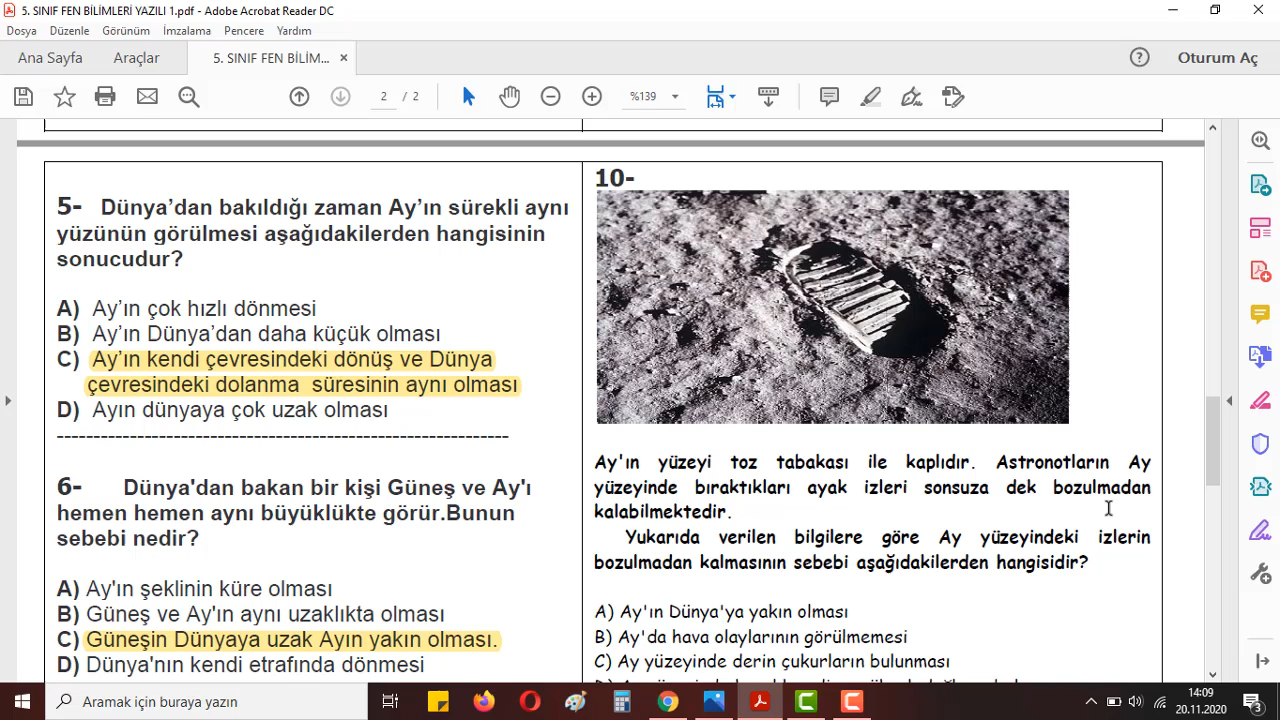 5. SINIF FEN BİLİMLERİ YAZILI 1.pdf - Adobe Acrobat Reader DC
Dosya Düzenle Görünüm İmzalama Pencere Yardım
Ana Sayfa Araçlar 5. SINIF FEN BİLİM... × Oturum Aç
2 / 2 %139
5- Dünya’dan bakıldığı zaman Ay’ın sürekli aynı
yüzünün görülmesi aşağıdakilerden hangisinin
sonucudur?
A) Ay’ın çok hızlı dönmesi
B) Ay’ın Dünya’dan daha küçük olması
C) Ay’ın kendi çevresindeki dönüş ve Dünya
çevresindeki dolanma süresinin aynı olması
D) Ayın dünyaya çok uzak olması
--------------------------------------------------------------
6- Dünya'dan bakan bir kişi Güneş ve Ay'ı
hemen hemen aynı büyüklükte görür.Bunun
sebebi nedir?
A) Ay'ın şeklinin küre olması
B) Güneş ve Ay'ın aynı uzaklıkta olması
C) Güneşin Dünyaya uzak Ayın yakın olması.
D) Dünya'nın kendi etrafında dönmesi
10-
Ay'ın yüzeyi toz tabakası ile kaplıdır. Astronotların Ay
yüzeyinde bıraktıkları ayak izleri sonsuza dek bozulmadan
kalabilmektedir.
Yukarıda verilen bilgilere göre Ay yüzeyindeki izlerin
bozulmadan kalmasının sebebi aşağıdakilerden hangisidir?
A) Ay'ın Dünya'ya yakın olması
B) Ay'da hava olaylarının görülmemesi
C) Ay yüzeyinde derin çukurların bulunması
Aramak için buraya yazın
14:09
20.11.2020
3